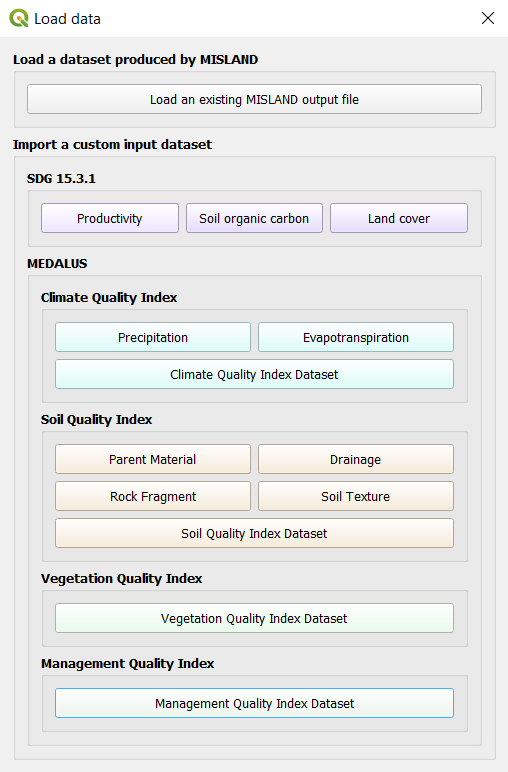 Load data
Load a dataset produced by MISLAND
Load an existing MISLAND output file
Import a custom input dataset
SDG 15.3.1
Productivity
Soil organic carbon
Land cover
MEDALUS
Climate Quality Index
Precipitation
Evapotranspiration
Climate Quality Index Dataset
Soil Quality Index
Parent Material
Drainage
Rock Fragment
Soil Texture
Soil Quality Index Dataset
Vegetation Quality Index
Vegetation Quality Index Dataset
Management Quality Index
Management Quality Index Dataset